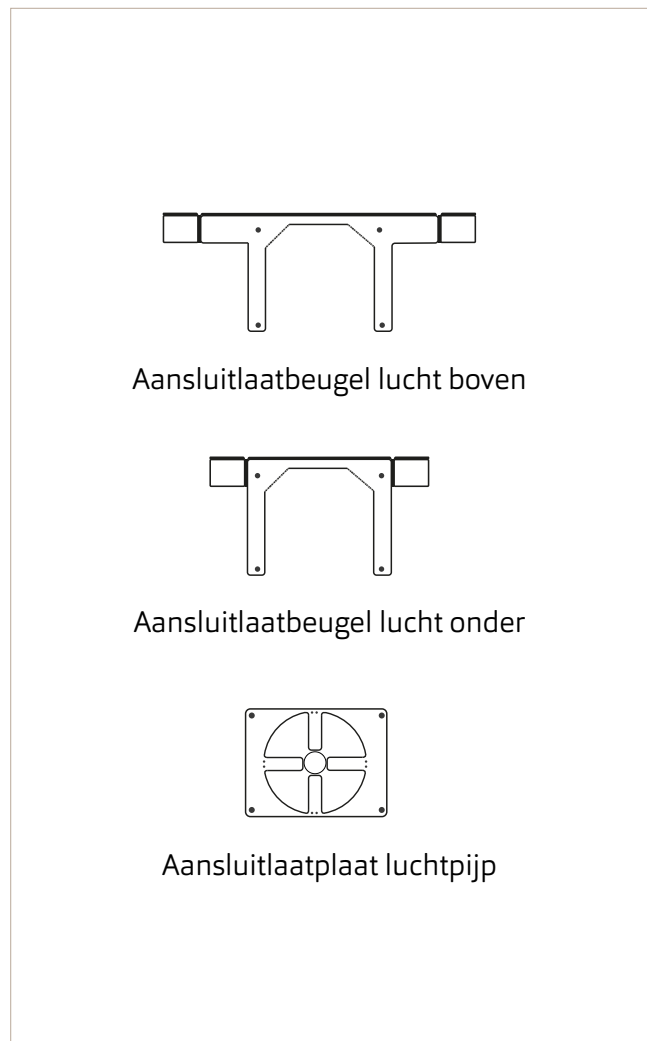 Aansluitlaatbeugel lucht boven
Aansluitlaatbeugel lucht onder
Aansluitlaatplaat luchtpijp